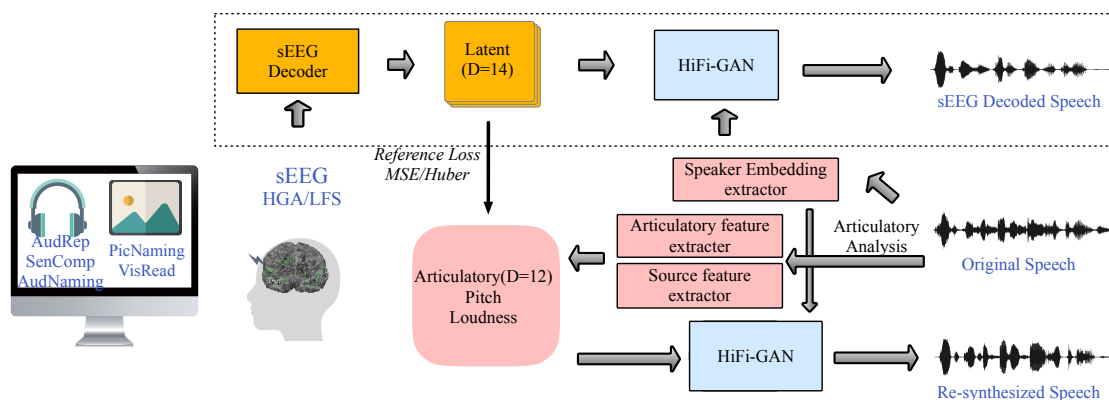 sEEG
Decoder
Latent
(D=14)
HiFi-GAN
sEEG Decoded Speech
Reference Loss
MSE/Huber
sEEG
HGA/LFS
Speaker Embedding
extractor
AudRep
SenComp
AudNaming
PicNaming
VisRead
Articulatory feature
extracter
Source feature
extractor
Articulatory
Analysis
Original Speech
Articulatory(D=12)
Pitch
Loudness
HiFi-GAN
Re-synthesized Speech